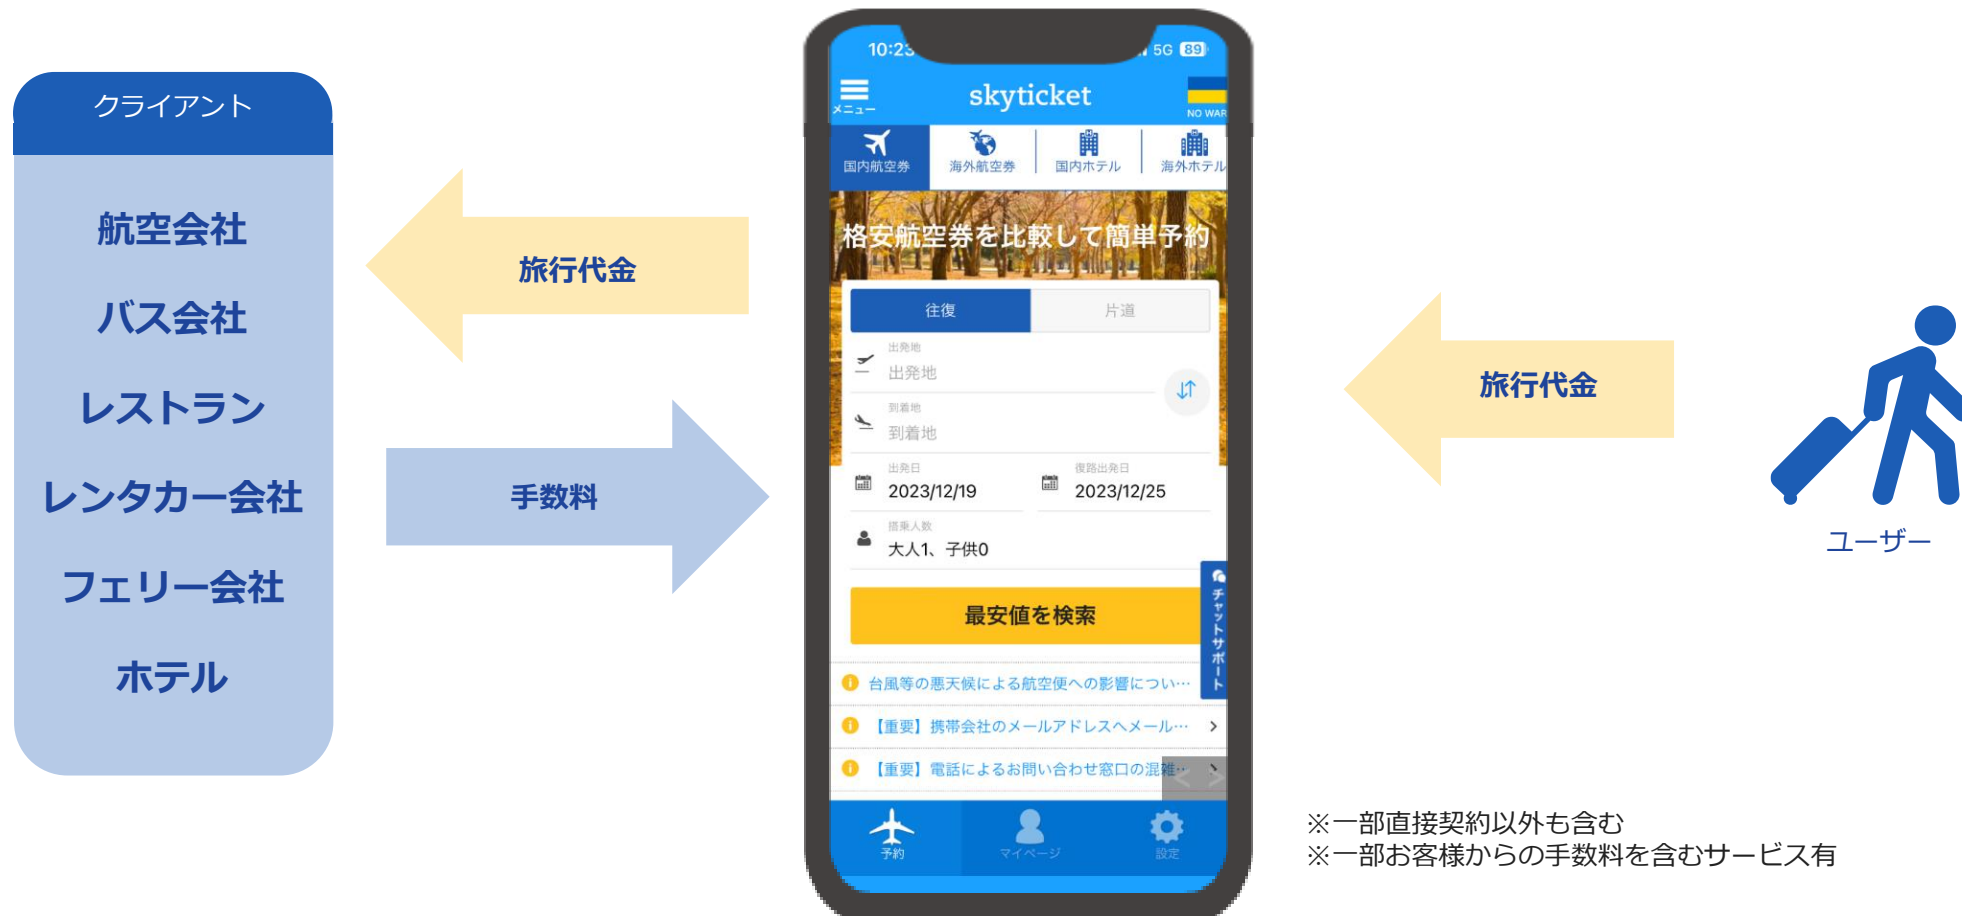 クライアント
航空会社
バス会社
レストラン
レンタカー会社
フェリー会社
ホテル
旅行代金
手数料
10:23
5G 89
メニュー
skyticket
NO WAR
国内航空券
海外航空券
国内ホテル
海外ホテル
格安航空券を比較して簡単予約
往復
片道
出発地
出発地
到着地
到着地
出発日
復路出発日
2023/12/19
2023/12/25
搭乗人数
大人1、子供0
最安値を検索
チャットサポート
台風等の悪天候による航空便への影響につい…
【重要】携帯会社のメールアドレスへメール…
【重要】電話によるお問い合わせ窓口の混雑…
予約
マイページ
設定
旅行代金
ユーザー
※一部直接契約以外も含む
※一部お客様からの手数料を含むサービス有